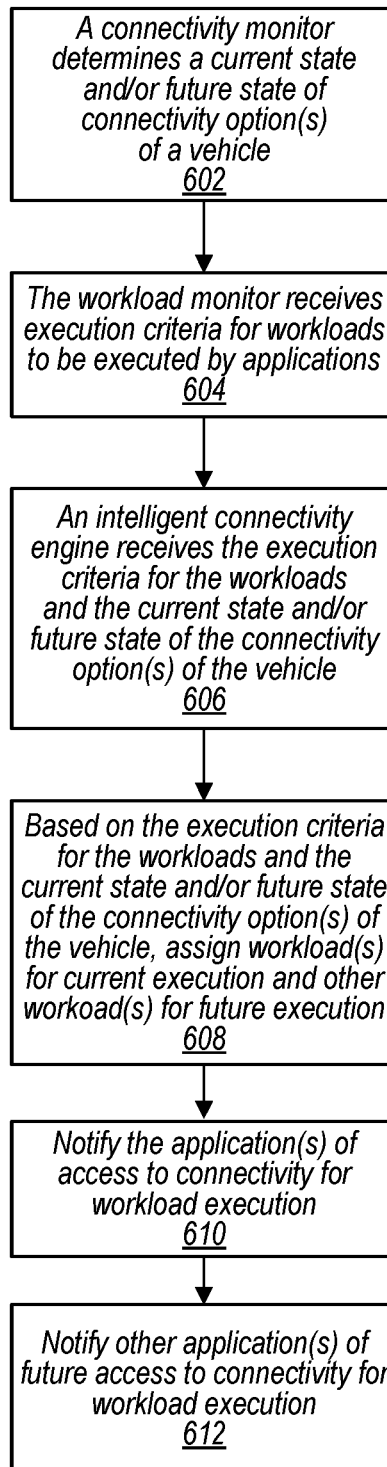 A connectivity monitor
determines a current state
and/or future state of
connectivity option(s)
of a vehicle
602
The workload monitor receives
execution criteria for workloads
to be executed by applications
604
An intelligent connectivity
engine receives the execution
criteria for the workloads
and the current state and/or
future state of the connectivity
option(s) of the vehicle
606
Based on the execution criteria
for the workloads and the
current state and/or future state
of the connectivity option(s) of
the vehicle, assign workload(s)
for current execution and other
workoad(s) for future execution
608
Notify the application(s) of
access to connectivity for
workload execution
610
Notify other application(s) of
future access to connectivity for
workload execution
612